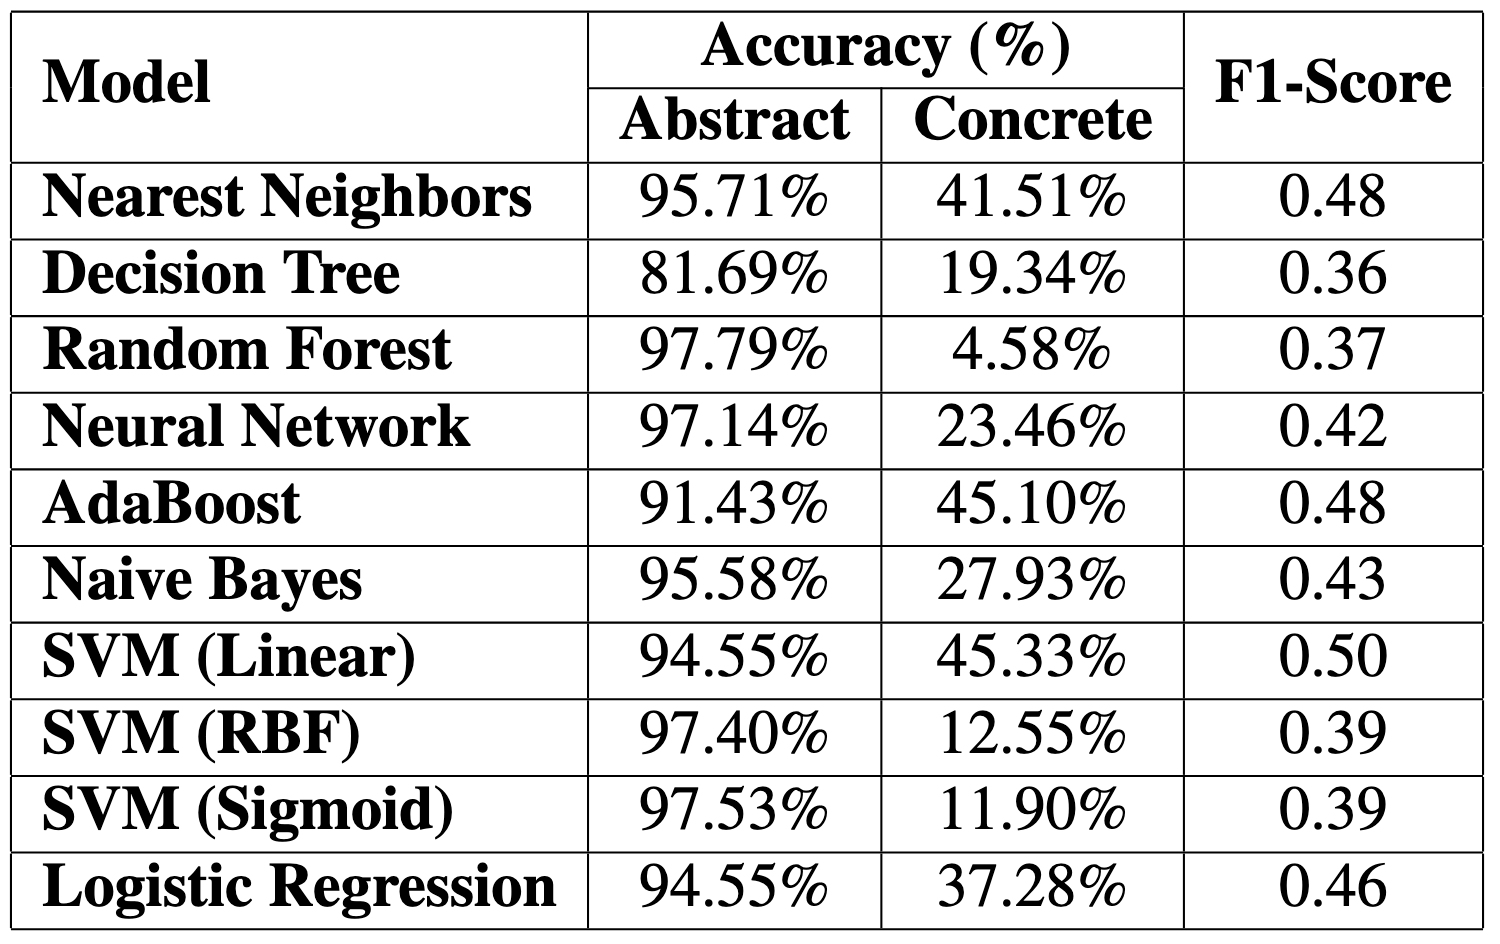 Model Accuracy (%) F1-Score
Abstract Concrete
Nearest Neighbors 95.71% 41.51% 0.48
Decision Tree 81.69% 19.34% 0.36
Random Forest 97.79% 4.58% 0.37
Neural Network 97.14% 23.46% 0.42
AdaBoost 91.43% 45.10% 0.48
Naive Bayes 95.58% 27.93% 0.43
SVM (Linear) 94.55% 45.33% 0.50
SVM (RBF) 97.40% 12.55% 0.39
SVM (Sigmoid) 97.53% 11.90% 0.39
Logistic Regression 94.55% 37.28% 0.46